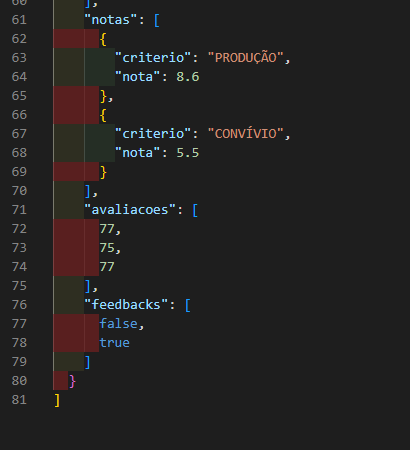 60 ],
61 "notas": [
62 {
63 "criterio": "PRODUÇÃO",
64 "nota": 8.6
65 },
66 {
67 "criterio": "CONVÍVIO",
68 "nota": 5.5
69 }
70 ],
71 "avaliacoes": [
72 77,
73 75,
74 77
75 ],
76 "feedbacks": [
77 false,
78 true
79 ]
80 }
81 ]